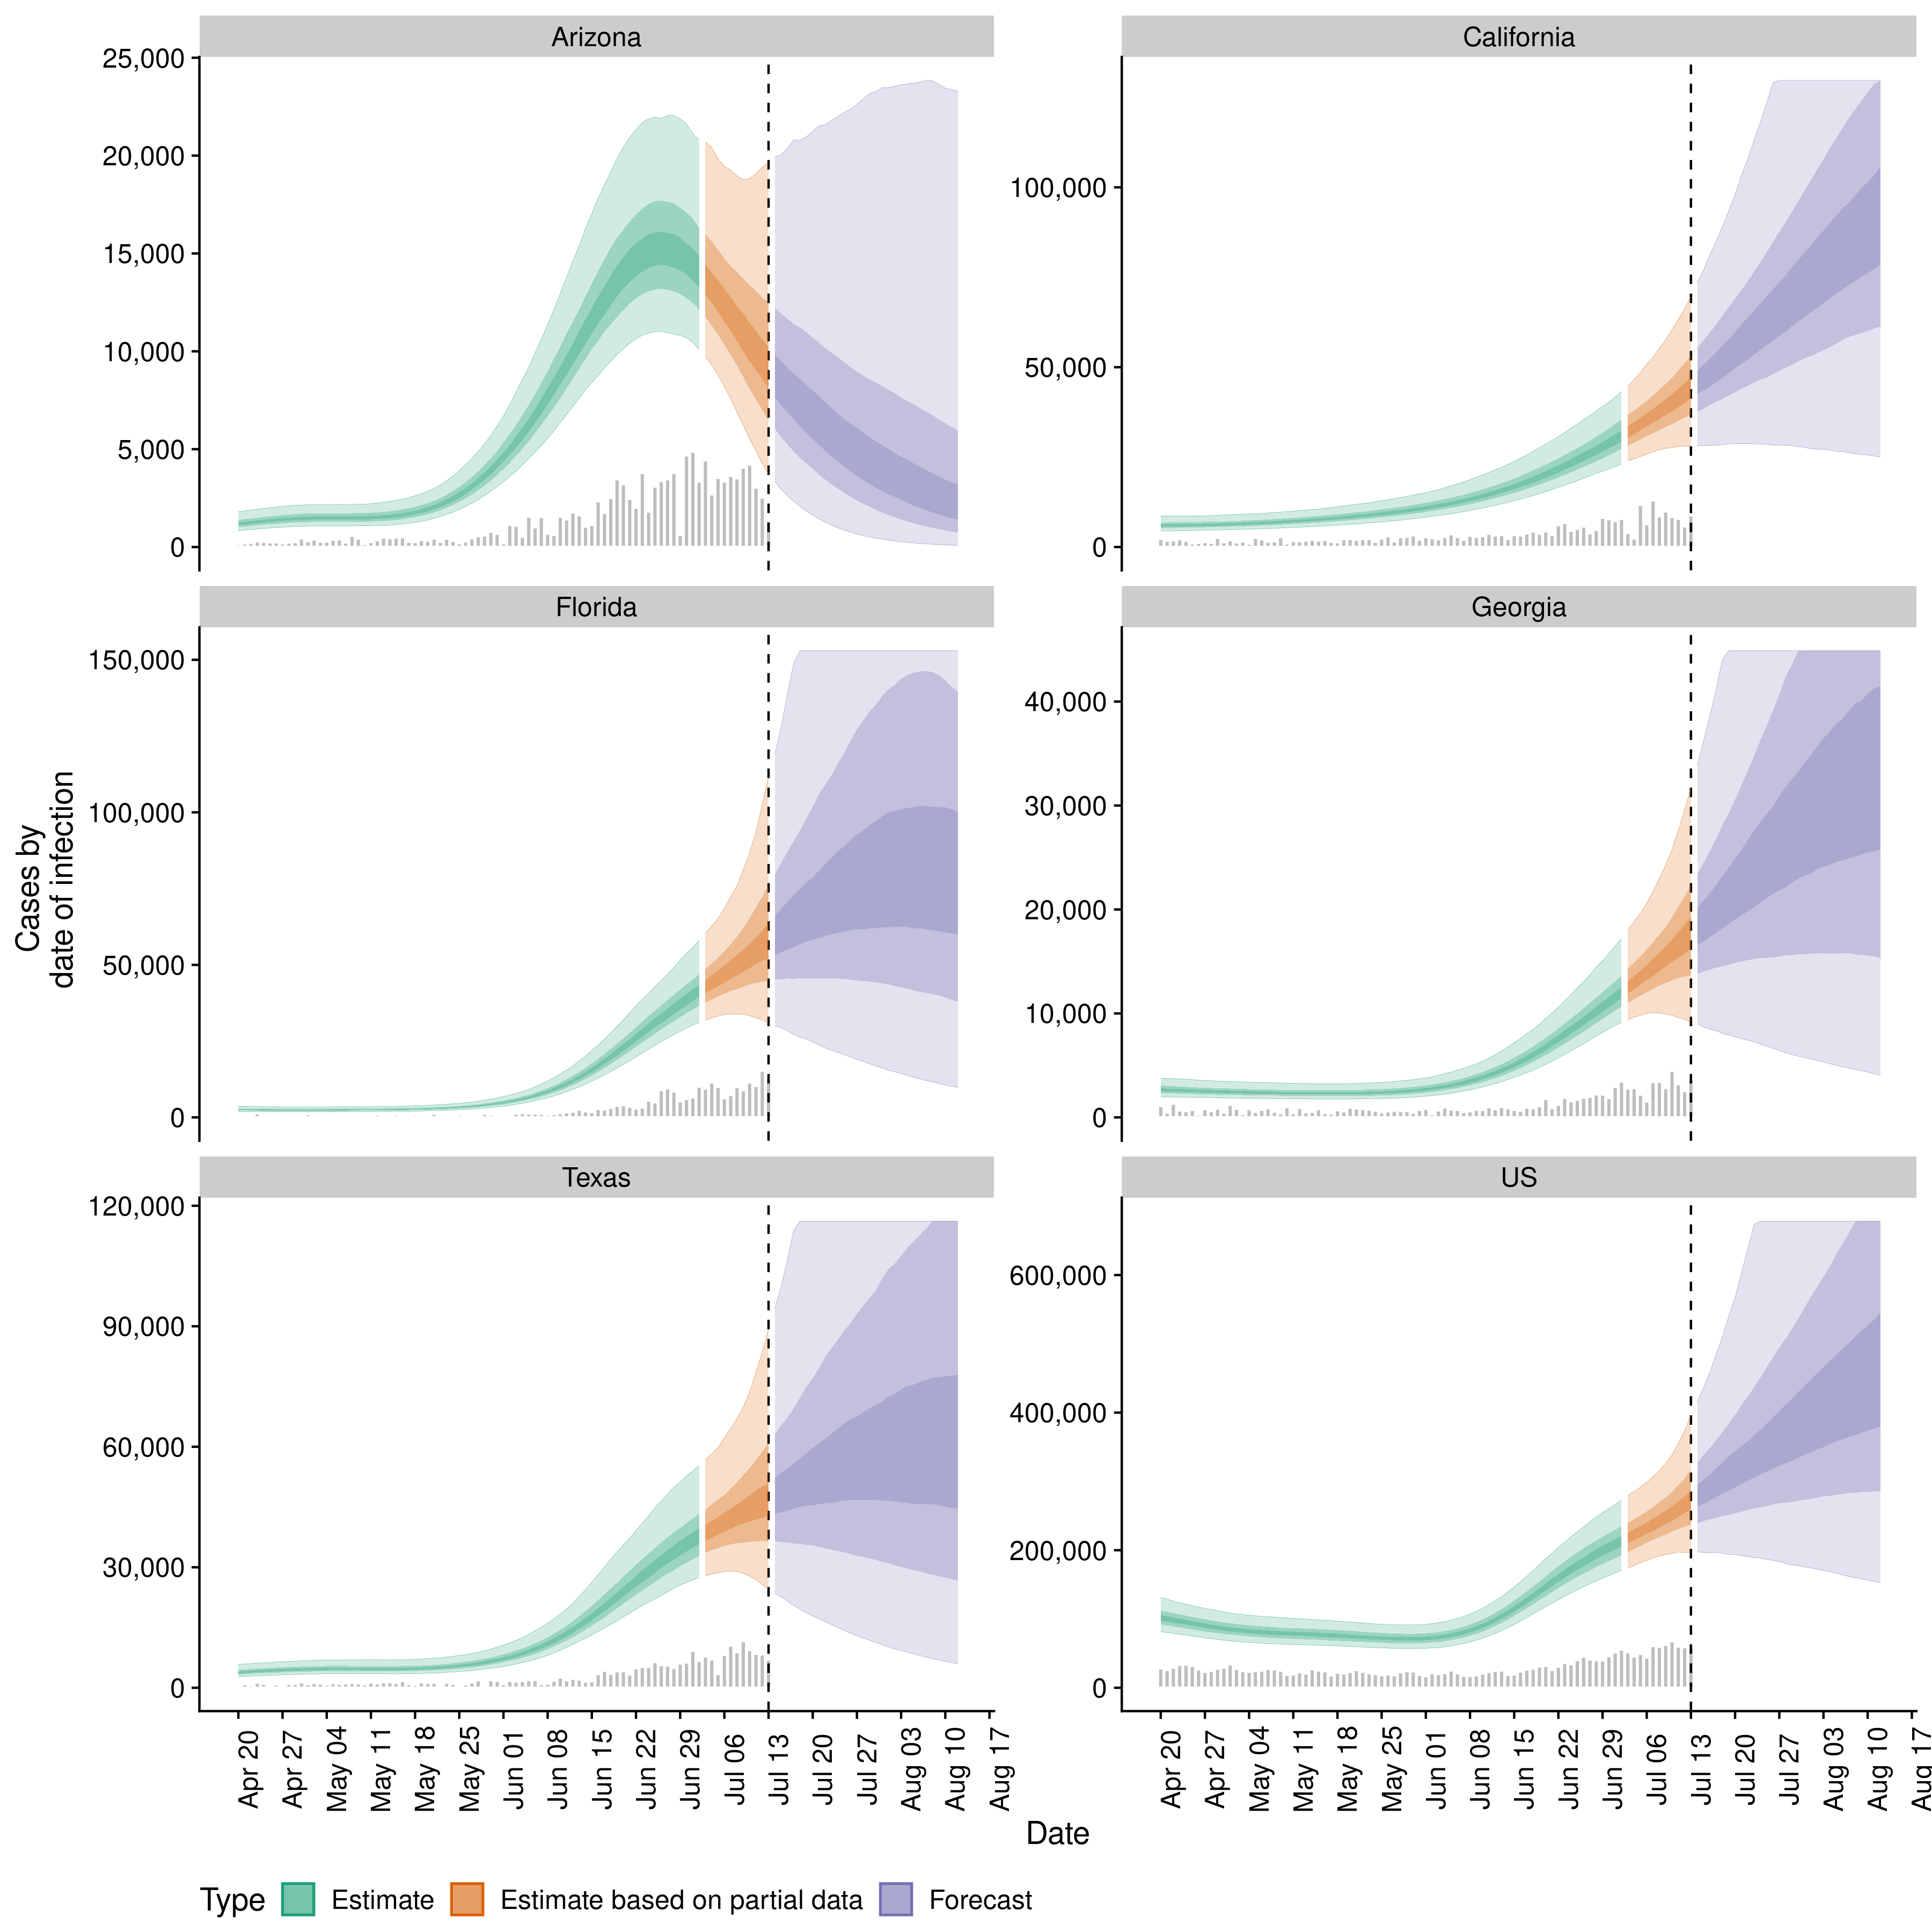 Arizona
California
25,000
20,000
15,000
10,000
5,000
0
100,000
50,000
0
Florida
Georgia
Cases by
date of infection
150,000
100,000
50,000
0
40,000
30,000
20,000
10,000
0
Texas
US
120,000
90,000
60,000
30,000
0
600,000
400,000
200,000
0
Apr 20
Apr 27
May 04
May 11
May 18
May 25
Jun 01
Jun 08
Jun 15
Jun 22
Jun 29
Jul 06
Jul 13
Jul 20
Jul 27
Aug 03
Aug 10
Aug 17
Apr 20
Apr 27
May 04
May 11
May 18
May 25
Jun 01
Jun 08
Jun 15
Jun 22
Jun 29
Jul 06
Jul 13
Jul 20
Jul 27
Aug 03
Aug 10
Aug 17
Date
Type Estimate Estimate based on partial data Forecast